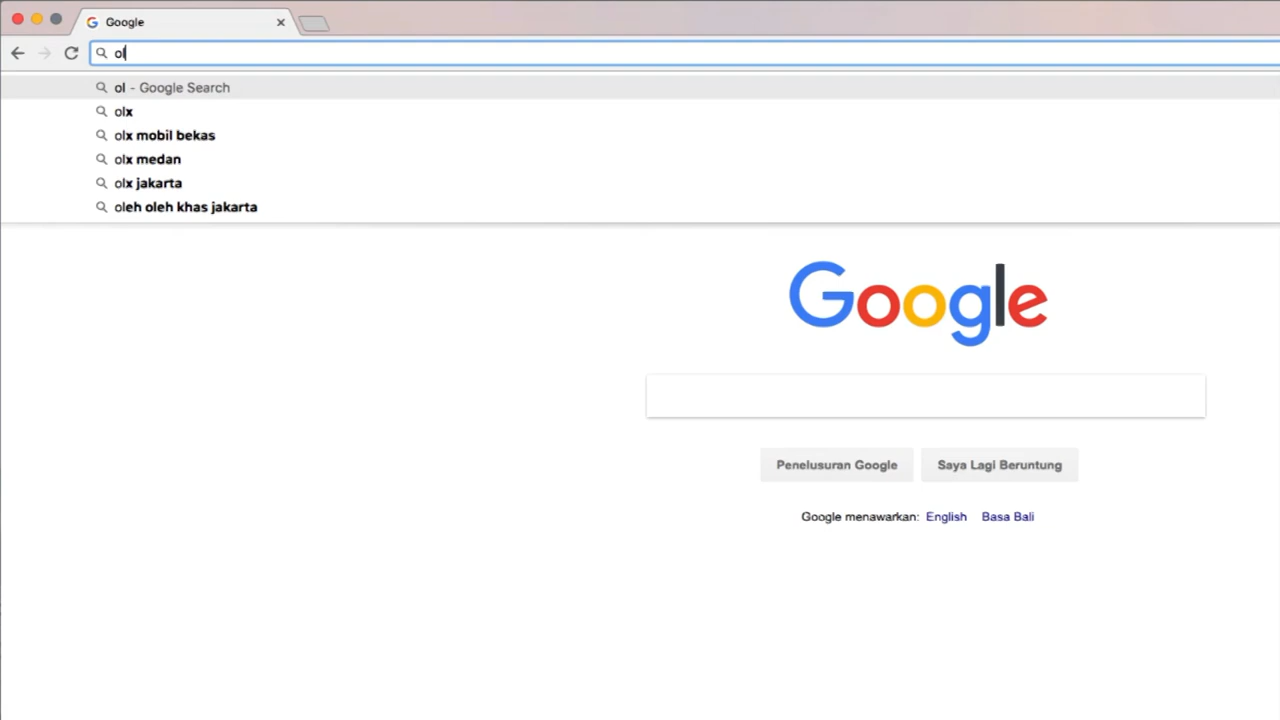 Google
ol
ol - Google Search
olx
olx mobil bekas
olx medan
olx jakarta
oleh oleh khas jakarta
Google
Penelusuran Google Saya Lagi Beruntung
Google menawarkan: English Basa Bali